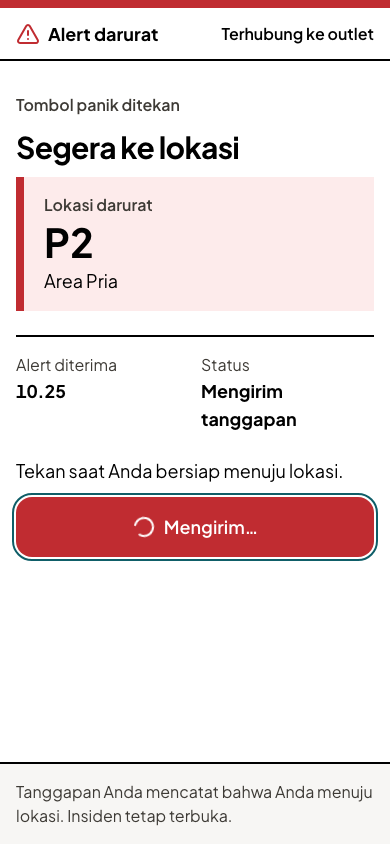 Alert darurat
Terhubung ke outlet
Tombol panik ditekan
Segera ke lokasi
Lokasi darurat
P2
Area Pria
Alert diterima
10.25
Status
Mengirim
tanggapan
Tekan saat Anda bersiap menuju lokasi.
Mengirim…
Tanggapan Anda mencatat bahwa Anda menuju
lokasi. Insiden tetap terbuka.